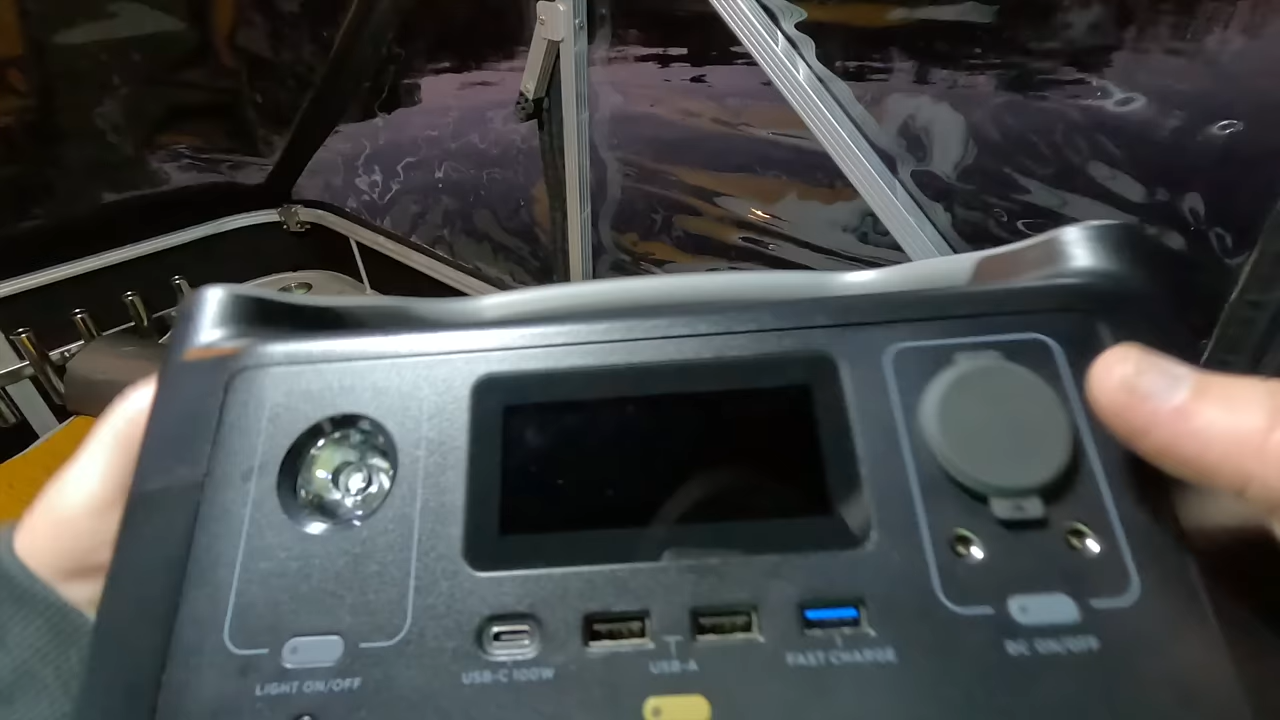 LIGHT ON/OFF
USB-C 100W
USB-A
FAST CHARGE
DC ON/OFF